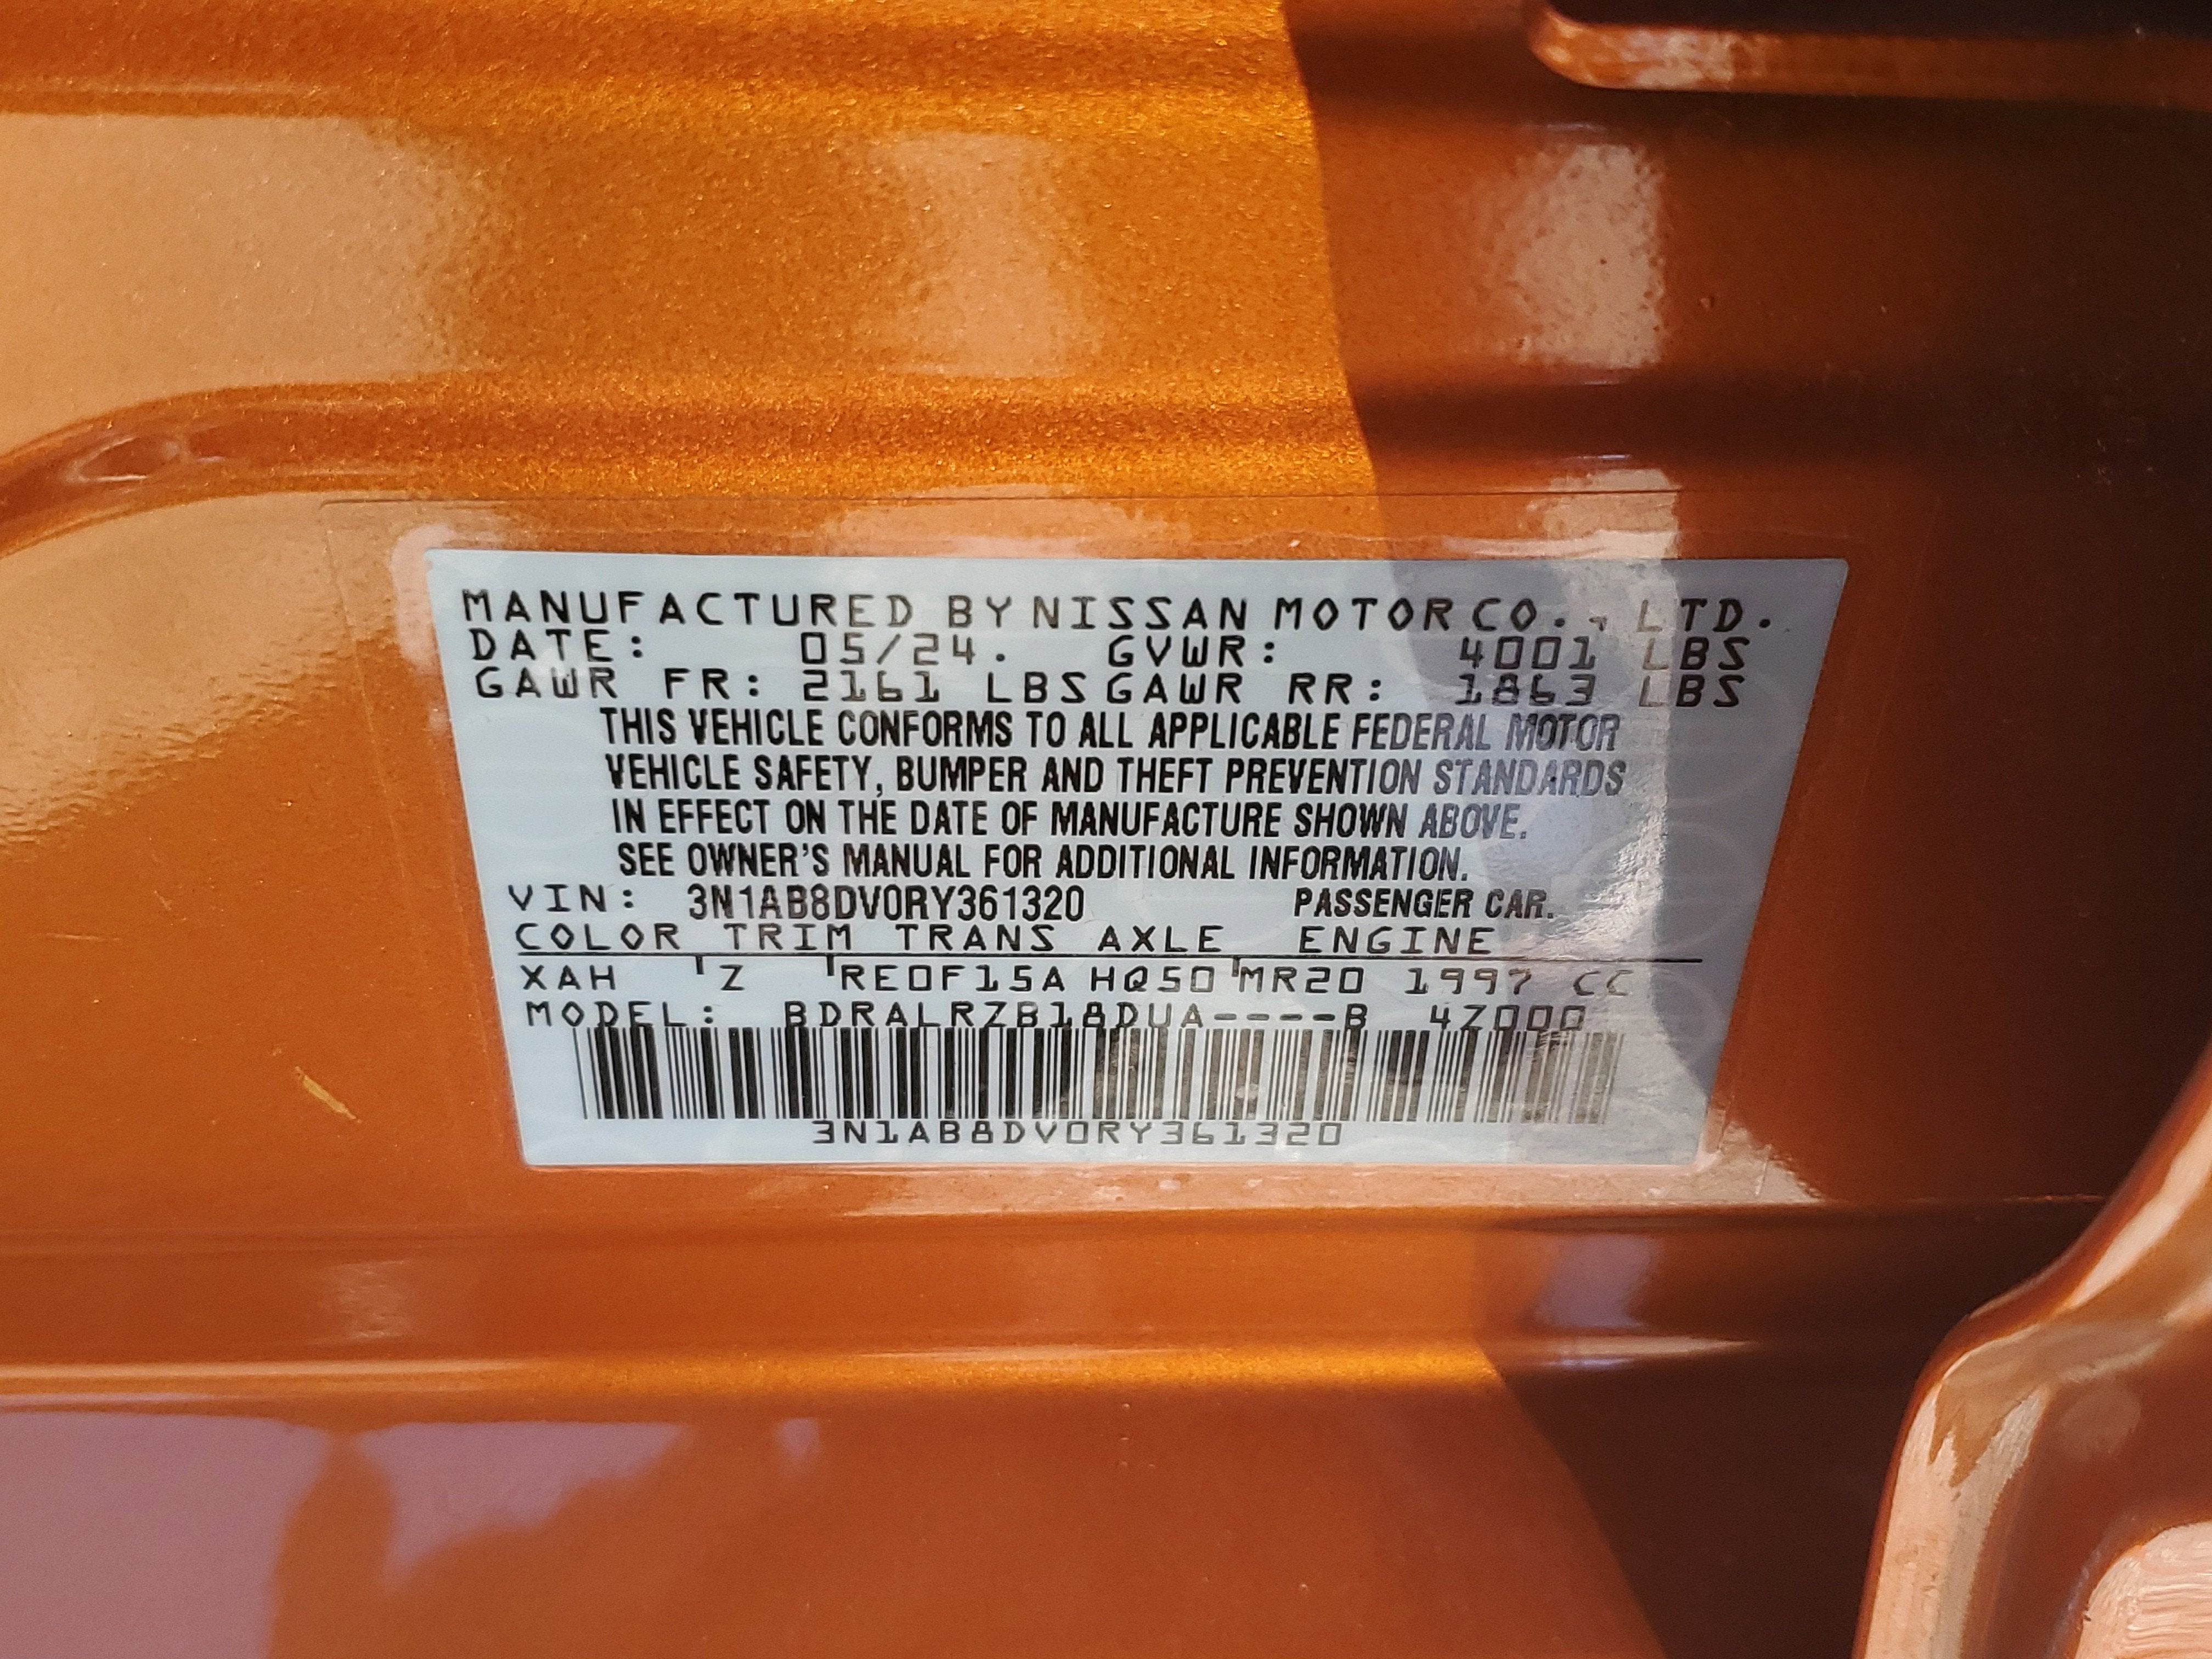 MANUFACTURED BY NISSAN MOTOR CO., LTD.
DATE: 05/24. GVWR: 4001 LBS
GAWR FR: 2161 LBS GAWR RR: 1863 LBS
THIS VEHICLE CONFORMS TO ALL APPLICABLE FEDERAL MOTOR
VEHICLE SAFETY, BUMPER AND THEFT PREVENTION STANDARDS
IN EFFECT ON THE DATE OF MANUFACTURE SHOWN ABOVE.
SEE OWNER'S MANUAL FOR ADDITIONAL INFORMATION.
VIN: 3N1AB8DV0RY361320 PASSENGER CAR.
COLOR TRIM TRANS AXLE ENGINE
XAH Z RE0F15A HQ50 MR20 1997 CC
MODEL: BDRALRZB18DUA----B 4Z000
3N1AB8DV0RY361320